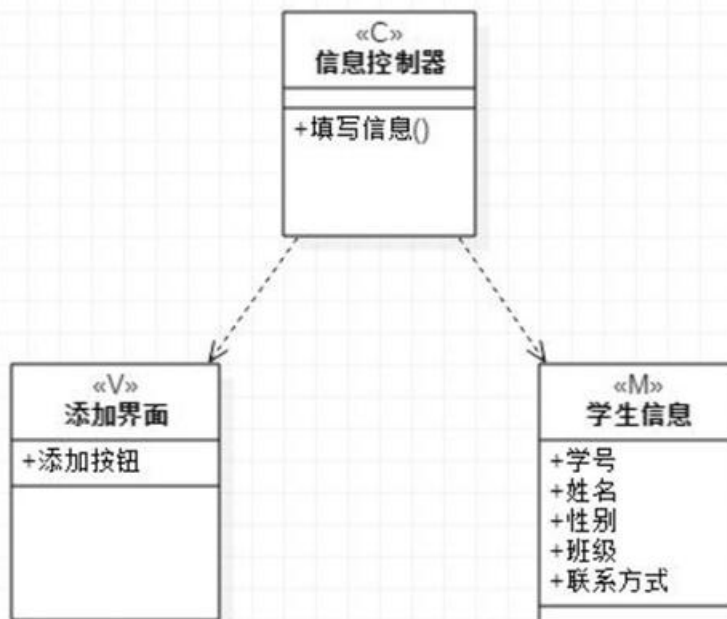 «C»
信息控制器
+填写信息()
«V»
添加界面
+添加按钮
«M»
学生信息
+学号
+姓名
+性别
+班级
+联系方式